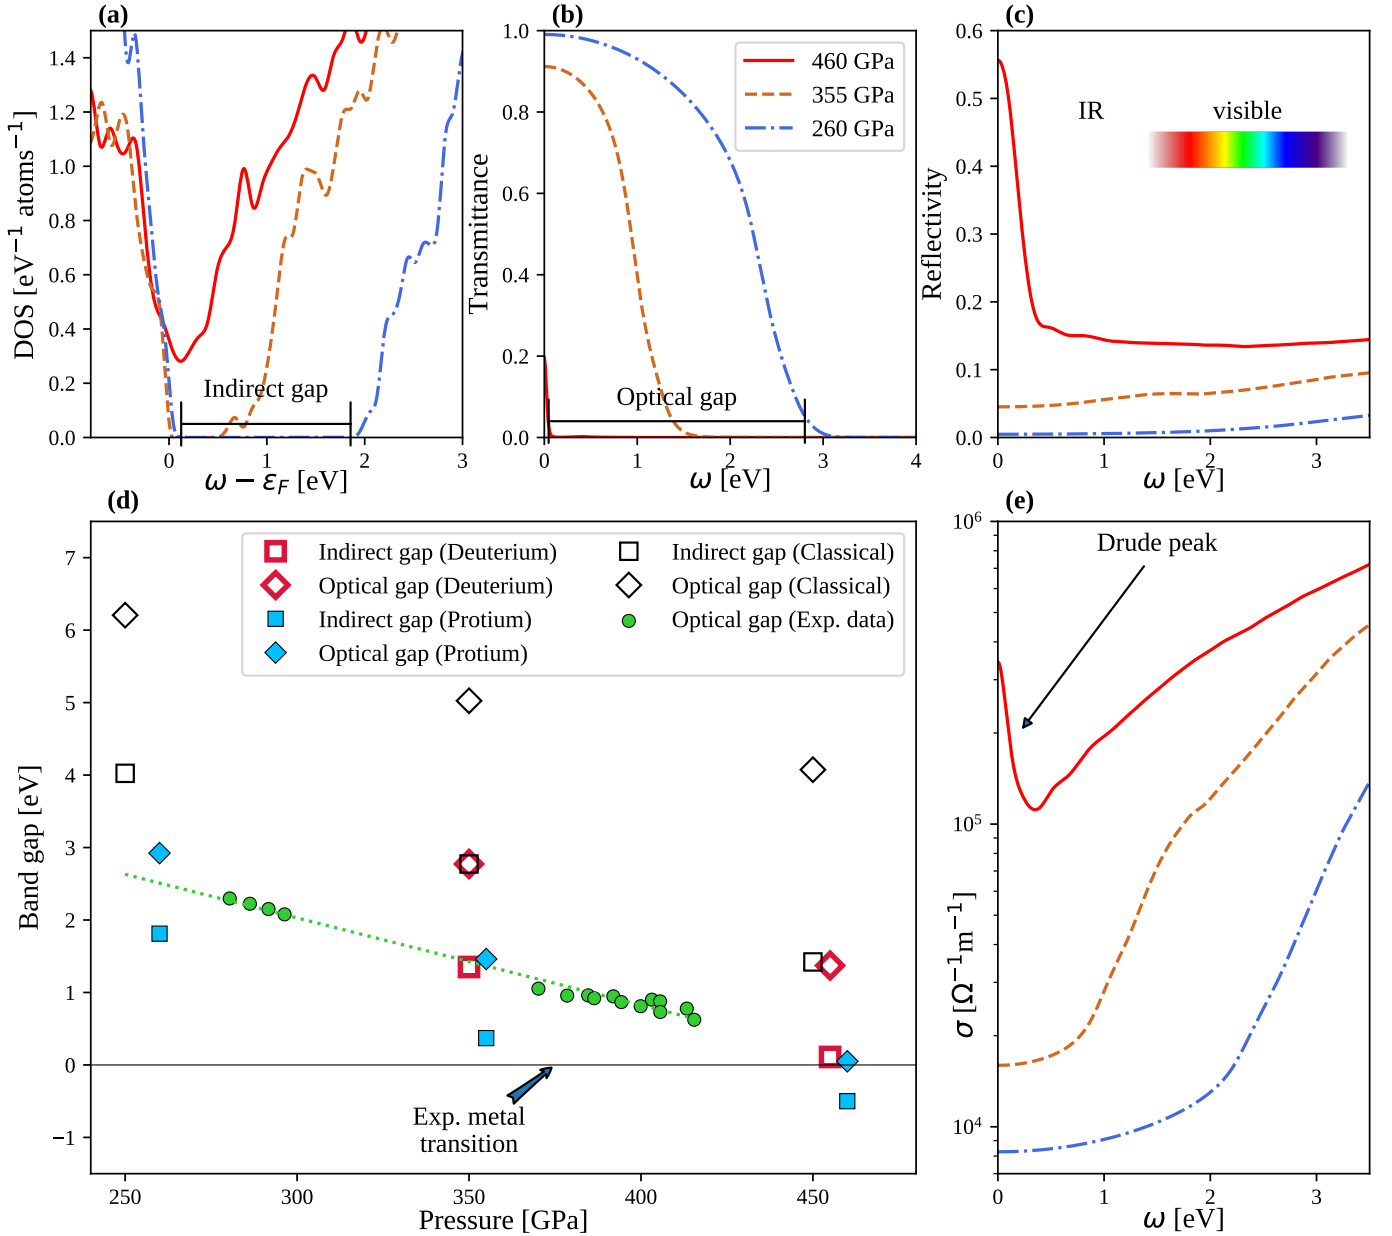 (a)
DOS [eV⁻¹ atoms⁻¹]
1.4
1.2
1.0
0.8
0.6
0.4
0.2
0.0
Indirect gap
0 1 2 3
ω − ε_F [eV]
(b)
Transmittance
1.0
0.8
0.6
0.4
0.2
0.0
460 GPa
355 GPa
260 GPa
Optical gap
0 1 2 3 4
ω [eV]
(c)
Reflectivity
0.6
0.5
0.4
0.3
0.2
0.1
0.0
IR visible
0 1 2 3
ω [eV]
(d)
Band gap [eV]
7
6
5
4
3
2
1
0
−1
Indirect gap (Deuterium)
Optical gap (Deuterium)
Indirect gap (Protium)
Optical gap (Protium)
Indirect gap (Classical)
Optical gap (Classical)
Optical gap (Exp. data)
Exp. metal
transition
250 300 350 400 450
Pressure [GPa]
(e)
σ [Ω⁻¹m⁻¹]
10⁶
10⁵
10⁴
Drude peak
0 1 2 3
ω [eV]